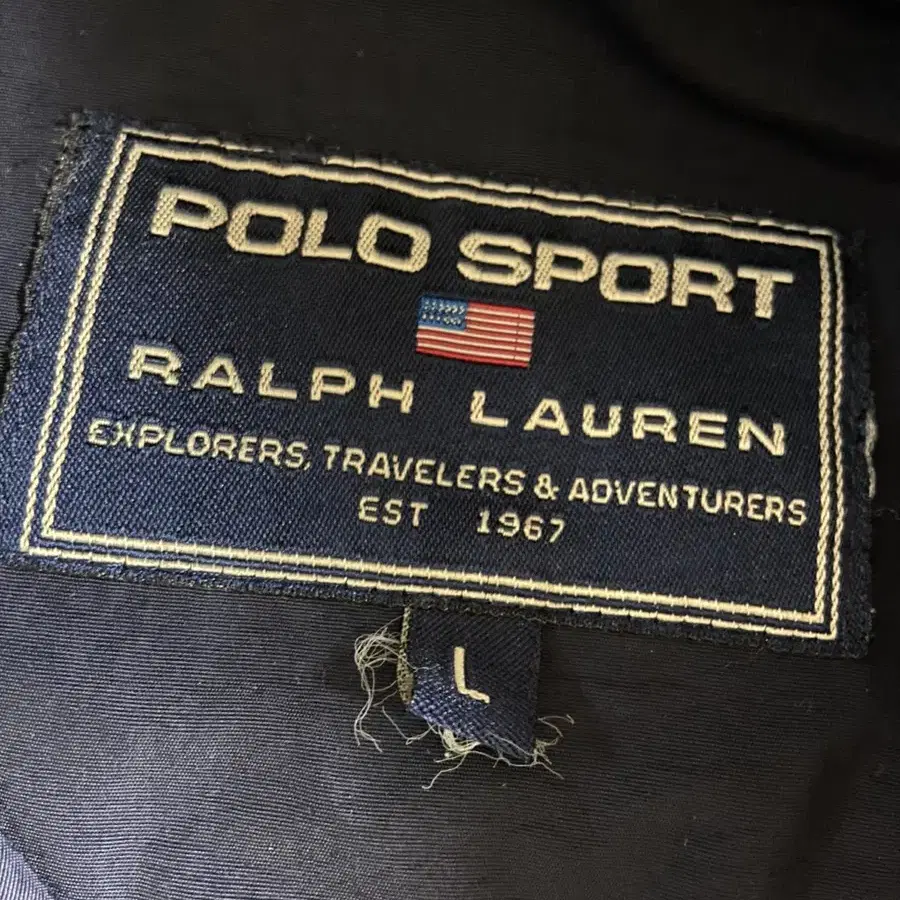 POLO SPORT
RALPH LAUREN
EXPLORERS, TRAVELERS & ADVENTURERS
EST 1967
L